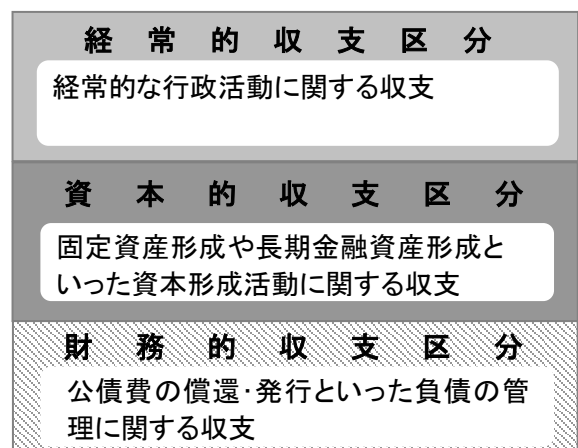 経常的収支区分
経常的な行政活動に関する収支
資本的収支区分
固定資産形成や長期金融資産形成と
いった資本形成活動に関する収支
財務的収支区分
公債費の償還・発行といった負債の管
理に関する収支